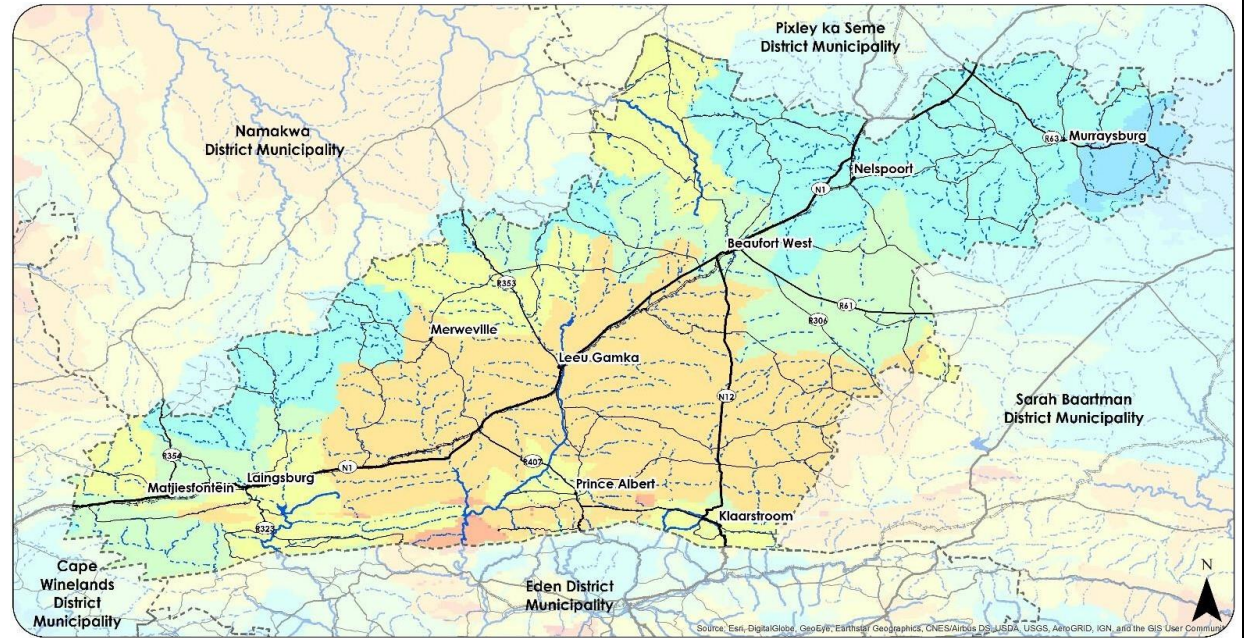 Pixley ka Seme
District Municipality
Namakwa
District Municipality
R63
Murraysburg
Nelspoort
N1
Beaufort West
R353
R61
R306
Merweville
Leeu Gamka
N12
Sarah Baartman
District Municipality
R354
Laingsburg
N1
R407
Matjiesfontein
Prince Albert
Klaarstroom
R323
Cape
Winelands
District
Municipality
Eden District
Municipality
N
Source: Esri, DigitalGlobe, GeoEye, Earthstar Geographics, CNES/Airbus DS, USDA, USGS, AeroGRID, IGN, and the GIS User Commun